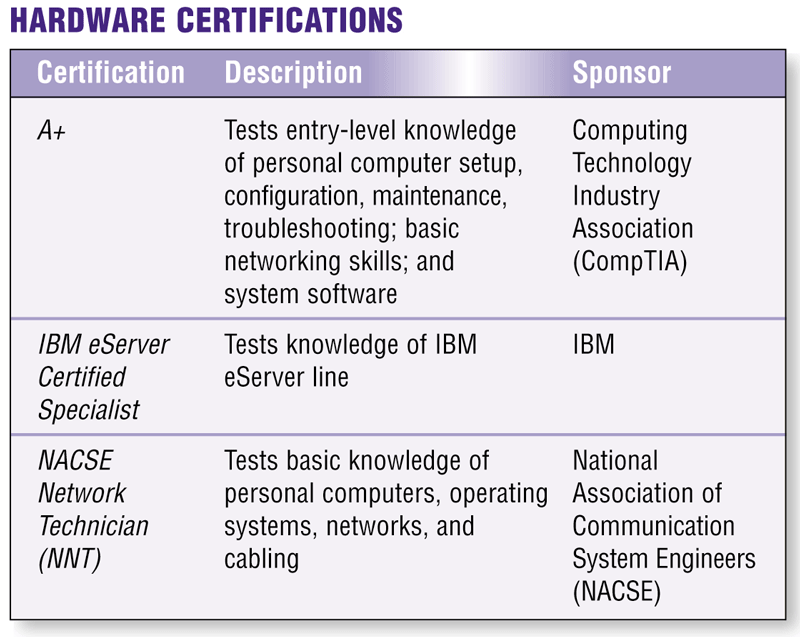 HARDWARE CERTIFICATIONS
Certification Description Sponsor
A+
Tests entry-level knowledge
of personal computer setup,
configuration, maintenance,
troubleshooting; basic
networking skills; and
system software
Computing
Technology
Industry
Association
(CompTIA)
IBM eServer
Certified
Specialist
Tests knowledge of IBM
eServer line
IBM
NACSE
Network
Technician
(NNT)
Tests basic knowledge of
personal computers, operating
systems, networks, and
cabling
National
Association of
Communication
System Engineers
(NACSE)